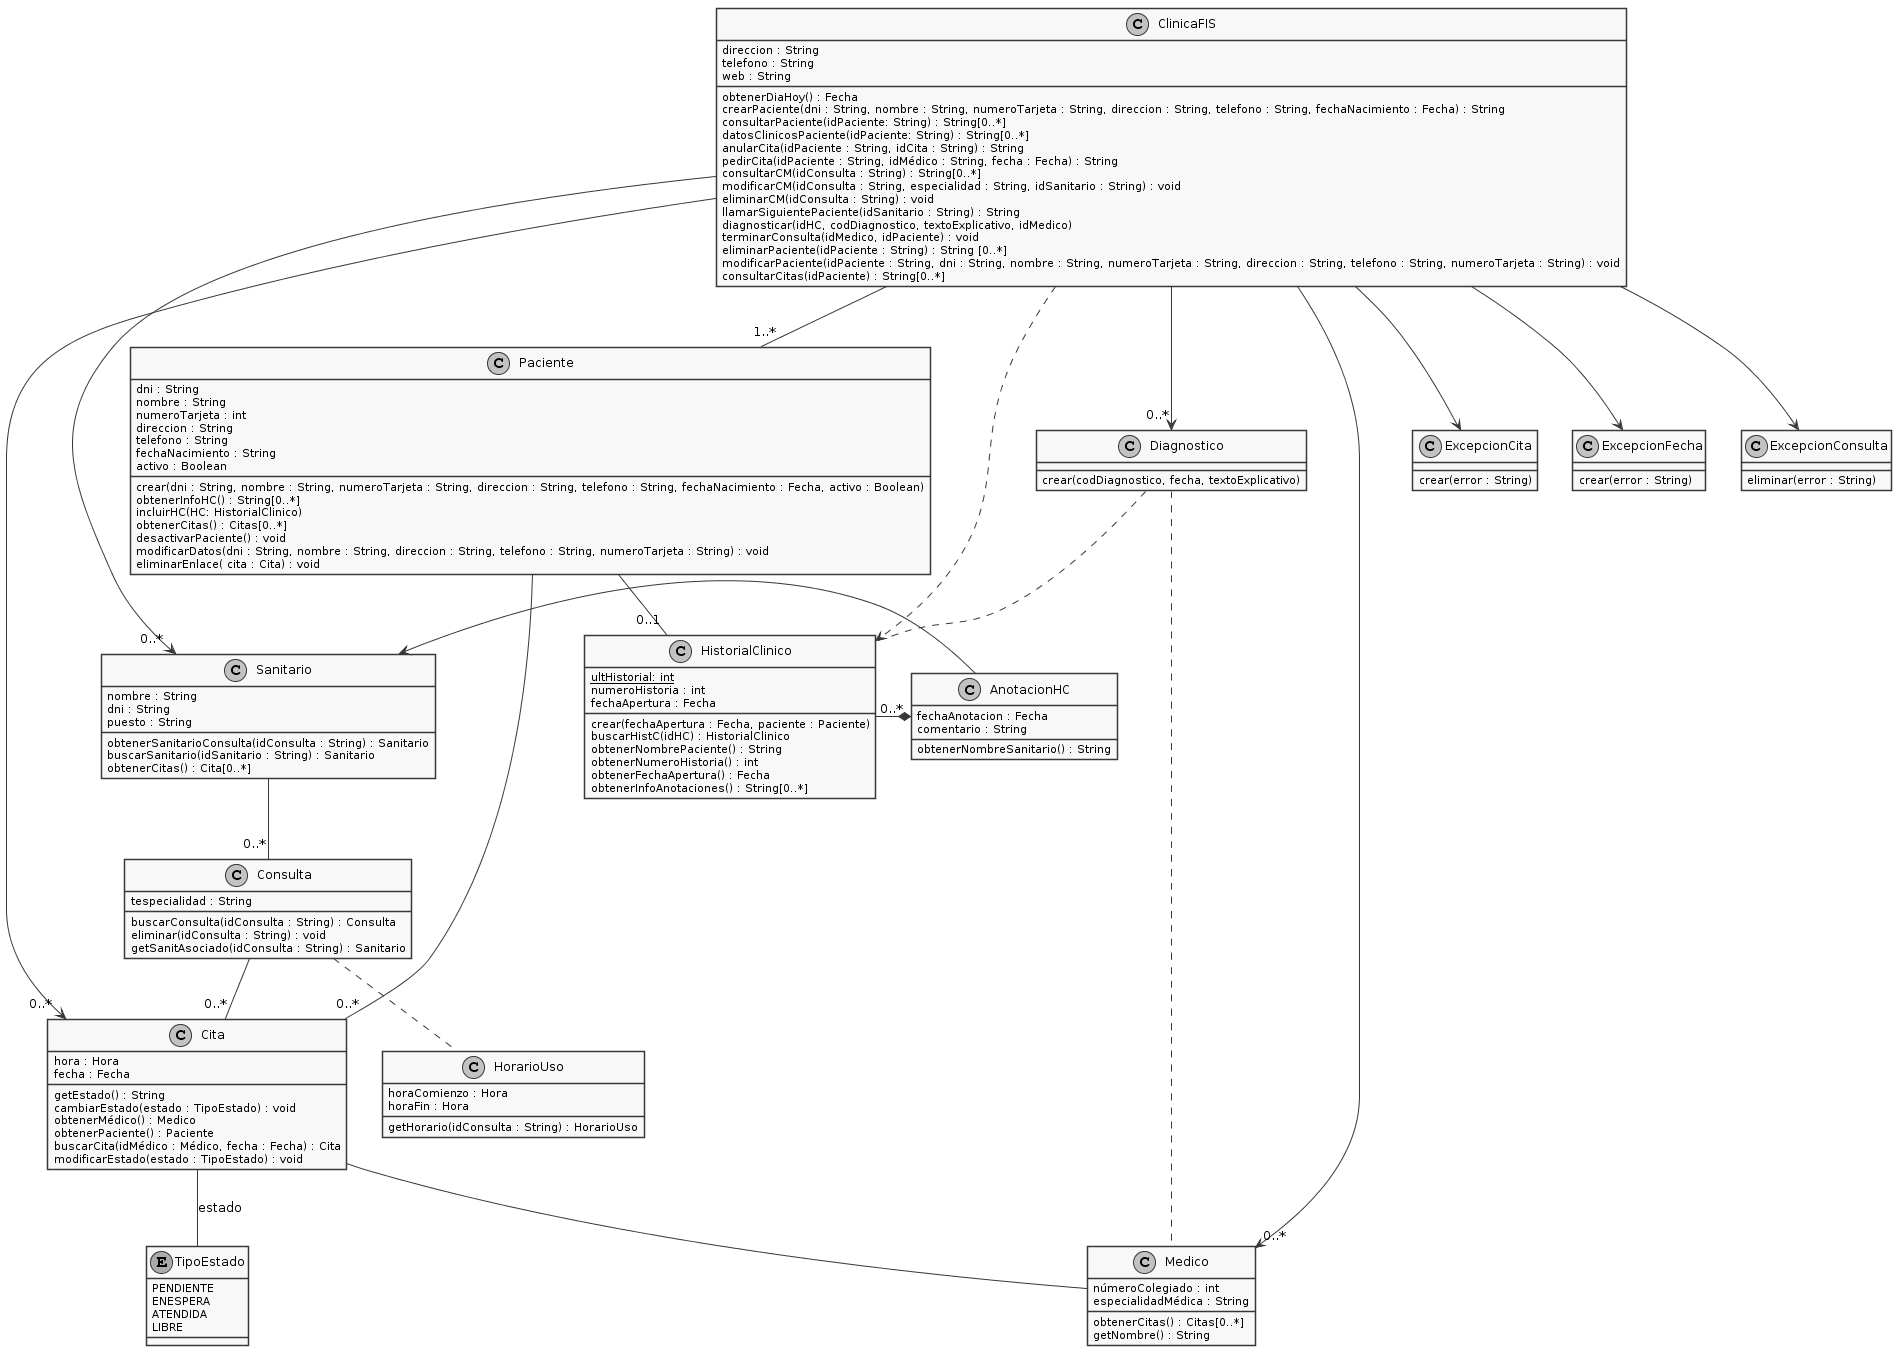 C ClinicaFIS
direccion : String
telefono : String
web : String
obtenerDiaHoy() : Fecha
crearPaciente(dni : String, nombre : String, numeroTarjeta : String, direccion : String, telefono : String, fechaNacimiento : Fecha) : String
consultarPaciente(idPaciente: String) : String[0..*]
datosClinicosPaciente(idPaciente: String) : String[0..*]
anularCita(idPaciente : String, idCita : String) : String
pedirCita(idPaciente : String, idMédico : String, fecha : Fecha) : String
consultarCM(idConsulta : String) : String[0..*]
modificarCM(idConsulta : String, especialidad : String, idSanitario : String) : void
eliminarCM(idConsulta : String) : void
llamarSiguientePaciente(idSanitario : String) : String
diagnosticar(idHC, codDiagnostico, textoExplicativo, idMedico)
terminarConsulta(idMedico, idPaciente) : void
eliminarPaciente(idPaciente : String) : String [0..*]
modificarPaciente(idPaciente : String, dni : String, nombre : String, numeroTarjeta : String, direccion : String, telefono : String, numeroTarjeta : String) : void
consultarCitas(idPaciente) : String[0..*]
1..*
C Paciente
dni : String
nombre : String
numeroTarjeta : int
direccion : String
telefono : String
fechaNacimiento : String
activo : Boolean
crear(dni : String, nombre : String, numeroTarjeta : String, direccion : String, telefono : String, fechaNacimiento : Fecha, activo : Boolean)
obtenerInfoHC() : String[0..*]
incluirHC(HC: HistorialClinico)
obtenerCitas() : Citas[0..*]
desactivarPaciente() : void
modificarDatos(dni : String, nombre : String, direccion : String, telefono : String, numeroTarjeta : String) : void
eliminarEnlace( cita : Cita) : void
0..*
C Diagnostico
crear(codDiagnostico, fecha, textoExplicativo)
C ExcepcionCita
crear(error : String)
C ExcepcionFecha
crear(error : String)
C ExcepcionConsulta
eliminar(error : String)
0..*
C Sanitario
nombre : String
dni : String
puesto : String
obtenerSanitarioConsulta(idConsulta : String) : Sanitario
buscarSanitario(idSanitario : String) : Sanitario
obtenerCitas() : Cita[0..*]
0..1
C HistorialClinico
ultHistorial: int
numeroHistoria : int
fechaApertura : Fecha
crear(fechaApertura : Fecha, paciente : Paciente)
buscarHistC(idHC) : HistorialClinico
obtenerNombrePaciente() : String
obtenerNumeroHistoria() : int
obtenerFechaApertura() : Fecha
obtenerInfoAnotaciones() : String[0..*]
0..*
C AnotacionHC
fechaAnotacion : Fecha
comentario : String
obtenerNombreSanitario() : String
0..*
C Consulta
tespecialidad : String
buscarConsulta(idConsulta : String) : Consulta
eliminar(idConsulta : String) : void
getSanitAsociado(idConsulta : String) : Sanitario
0..*
0..*
0..*
C Cita
hora : Hora
fecha : Fecha
getEstado() : String
cambiarEstado(estado : TipoEstado) : void
obtenerMédico() : Medico
obtenerPaciente() : Paciente
buscarCita(idMédico : Médico, fecha : Fecha) : Cita
modificarEstado(estado : TipoEstado) : void
C HorarioUso
horaComienzo : Hora
horaFin : Hora
getHorario(idConsulta : String) : HorarioUso
estado
E TipoEstado
PENDIENTE
ENESPERA
ATENDIDA
LIBRE
0..*
C Medico
númeroColegiado : int
especialidadMédica : String
obtenerCitas() : Citas[0..*]
getNombre() : String